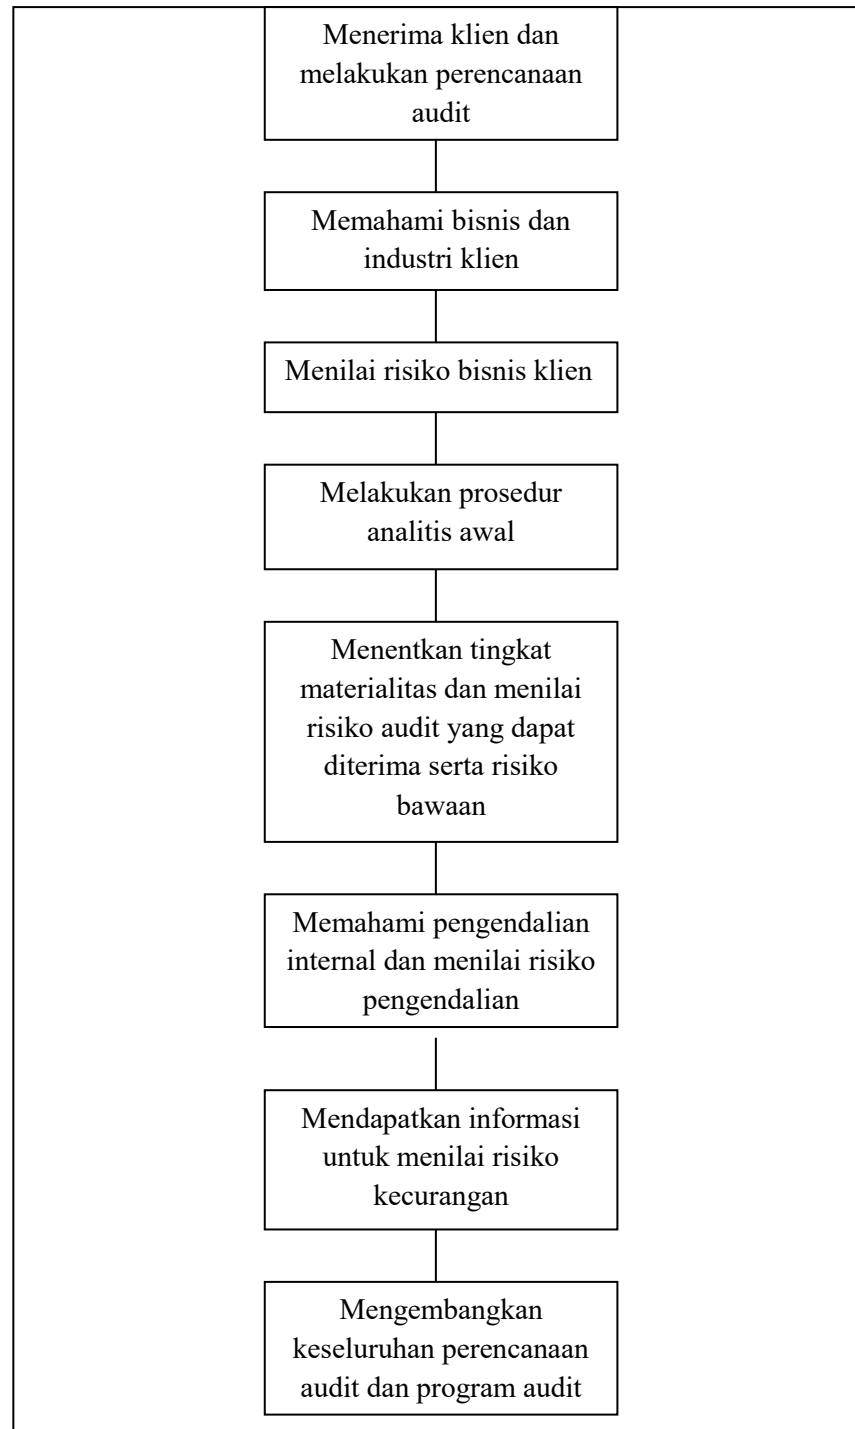 Menerima klien dan
melakukan perencanaan
audit
Memahami bisnis dan
industri klien
Menilai risiko bisnis klien
Melakukan prosedur
analitis awal
Menentkan tingkat
materialitas dan menilai
risiko audit yang dapat
diterima serta risiko
bawaan
Memahami pengendalian
internal dan menilai risiko
pengendalian
Mendapatkan informasi
untuk menilai risiko
kecurangan
Mengembangkan
keseluruhan perencanaan
audit dan program audit